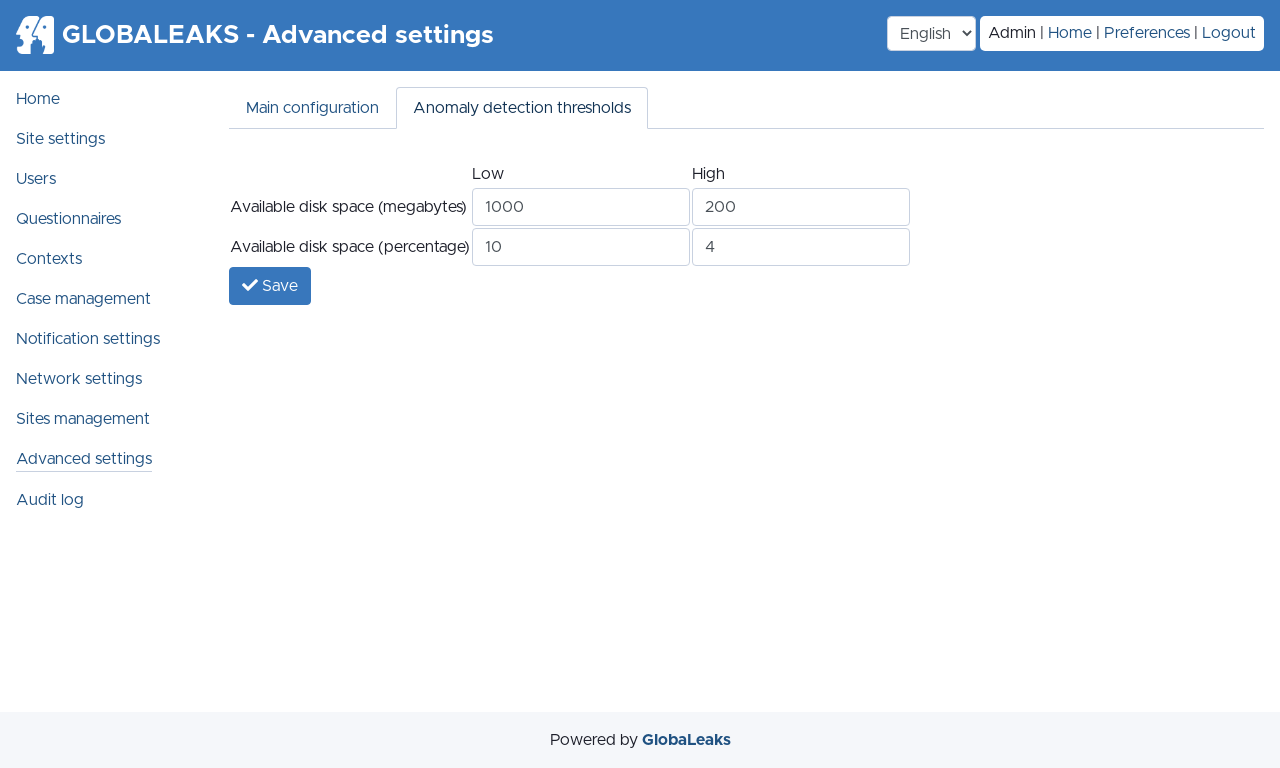 GLOBALEAKS - Advanced settings
English
Admin | Home | Preferences | Logout
Home
Site settings
Users
Questionnaires
Contexts
Case management
Notification settings
Network settings
Sites management
Advanced settings
Audit log
Main configuration
Anomaly detection thresholds
Low High
Available disk space (megabytes) 1000 200
Available disk space (percentage) 10 4
Save
Powered by GlobaLeaks